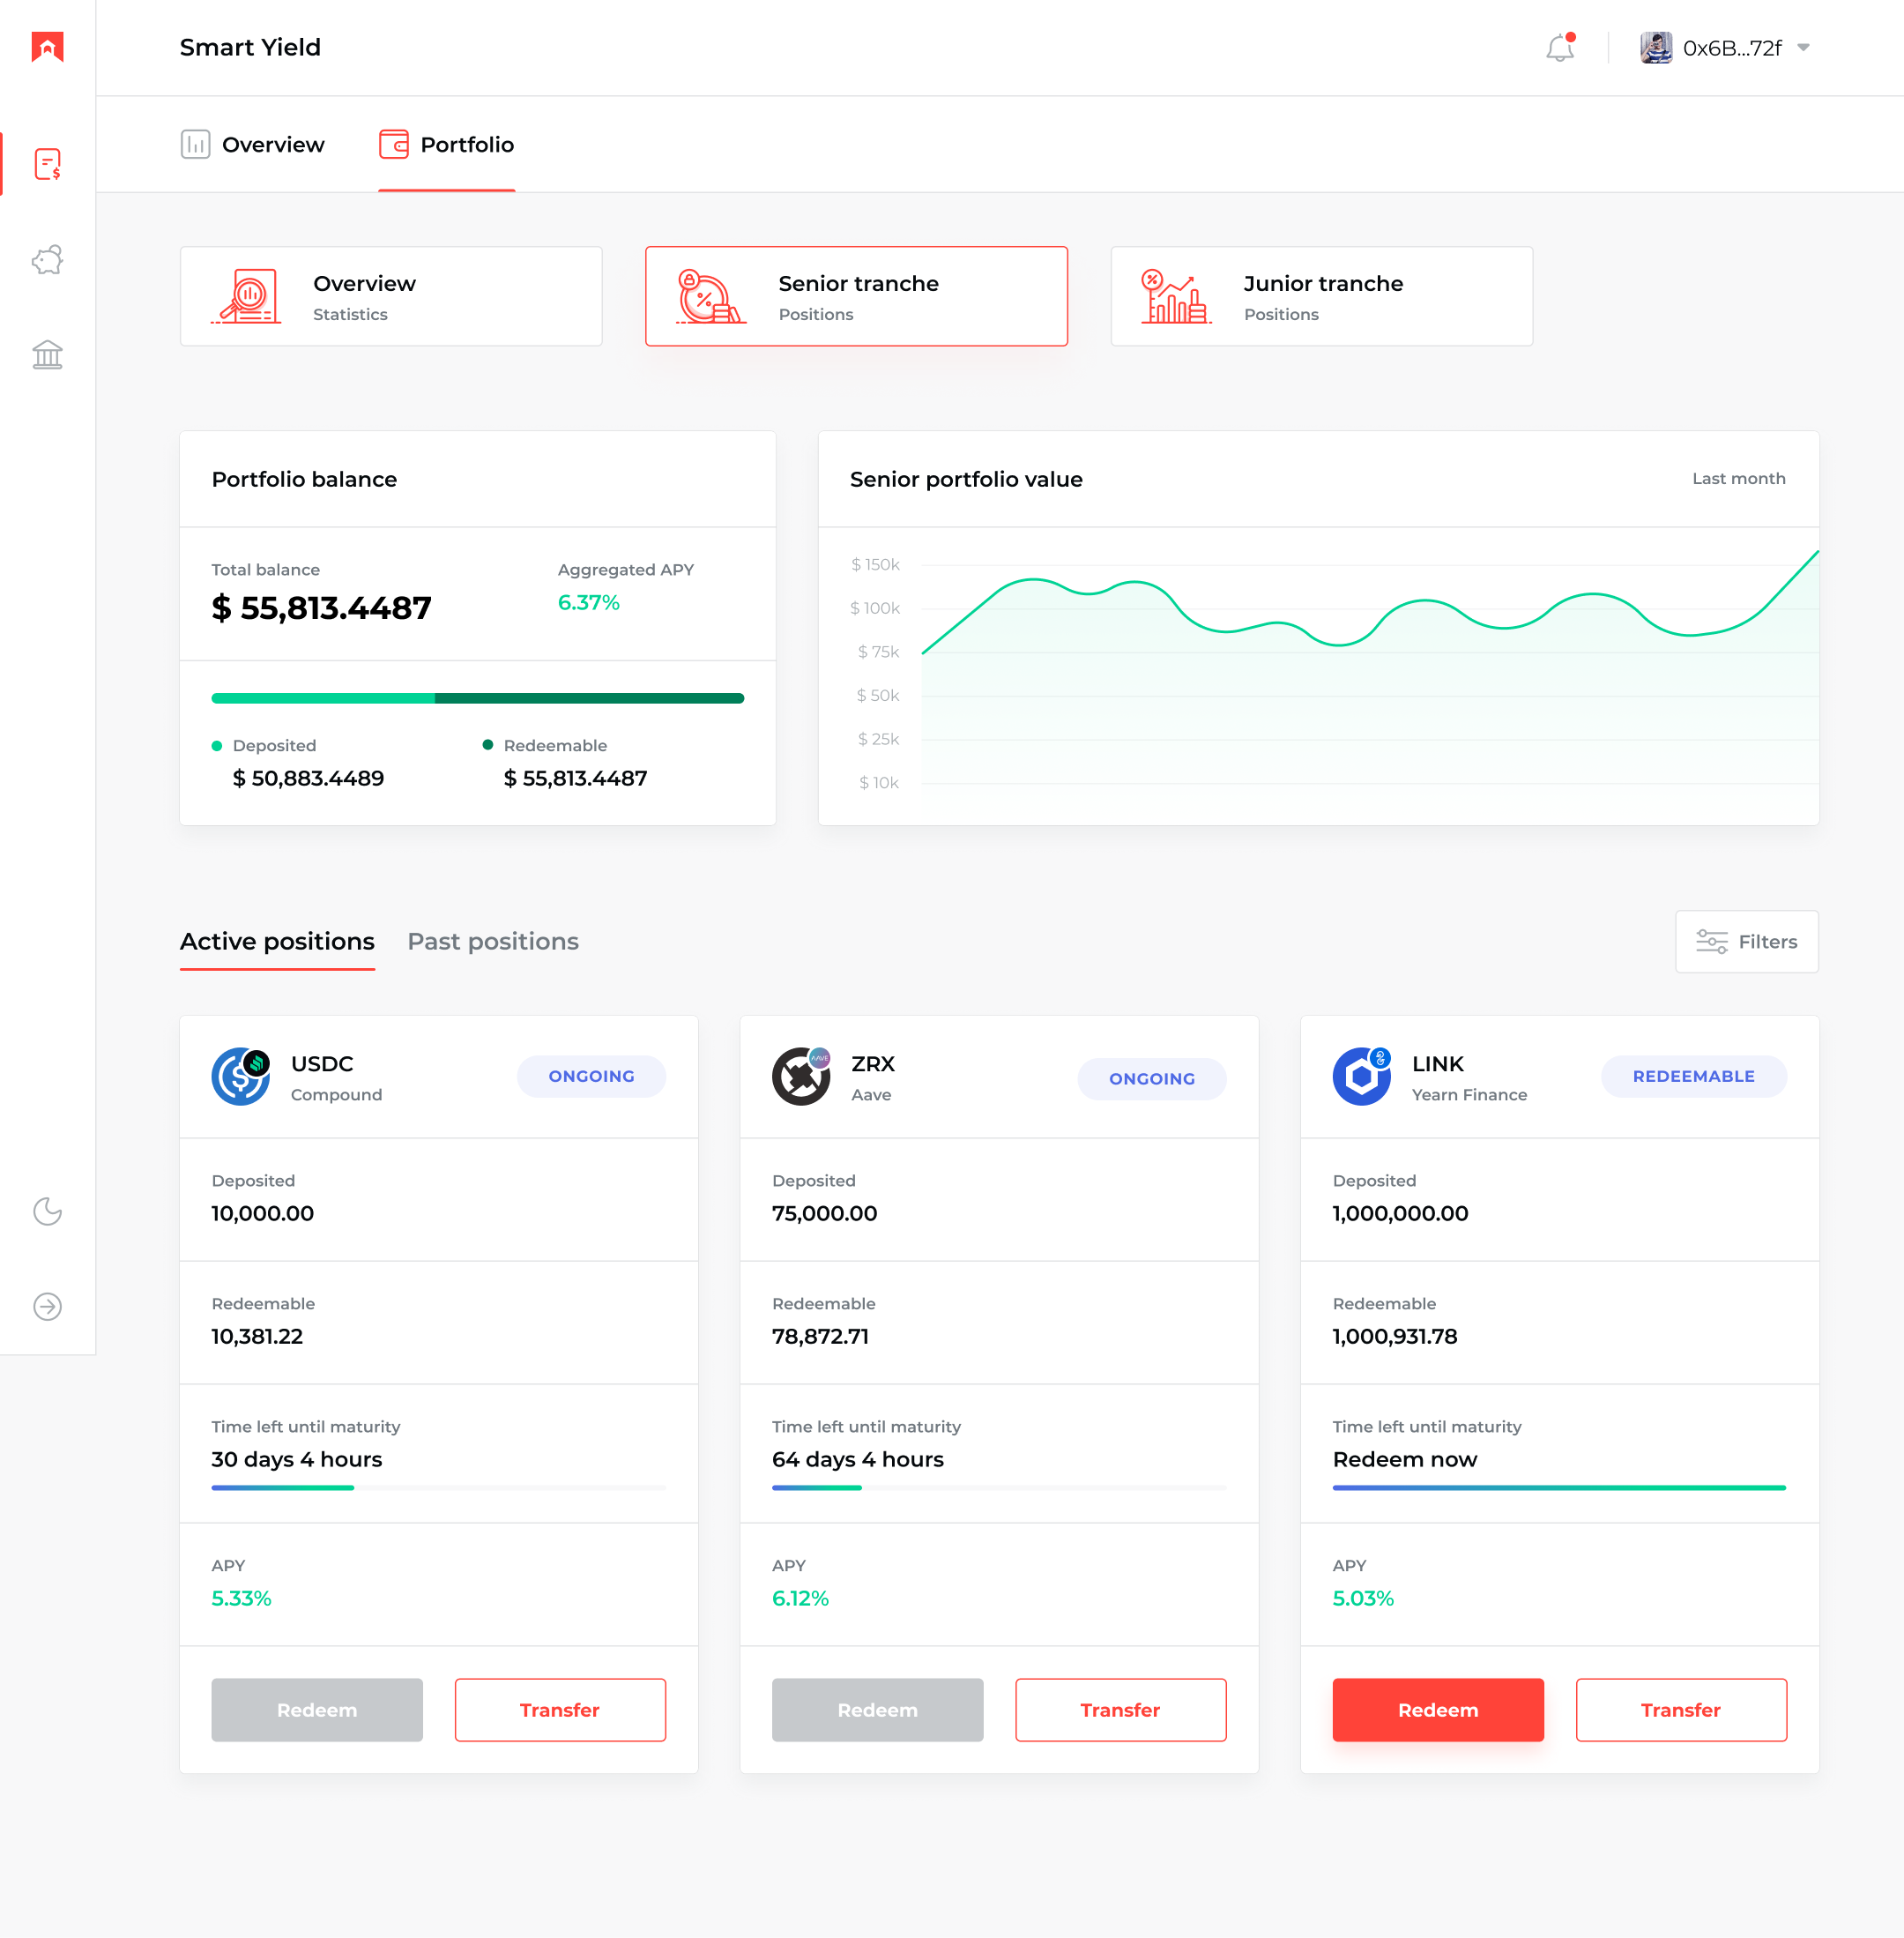 Smart Yield
0x6B...72f
Overview
Portfolio
Overview
Statistics
Senior tranche
Positions
Junior tranche
Positions
Portfolio balance
Total balance
$ 55,813.4487
Aggregated APY
6.37%
Deposited
$ 50,883.4489
Redeemable
$ 55,813.4487
Senior portfolio value
Last month
$ 150k
$ 100k
$ 75k
$ 50k
$ 25k
$ 10k
Active positions
Past positions
Filters
USDC
Compound
ONGOING
Deposited
10,000.00
Redeemable
10,381.22
Time left until maturity
30 days 4 hours
APY
5.33%
Redeem
Transfer
ZRX
Aave
ONGOING
Deposited
75,000.00
Redeemable
78,872.71
Time left until maturity
64 days 4 hours
APY
6.12%
Redeem
Transfer
LINK
Yearn Finance
REDEEMABLE
Deposited
1,000,000.00
Redeemable
1,000,931.78
Time left until maturity
Redeem now
APY
5.03%
Redeem
Transfer